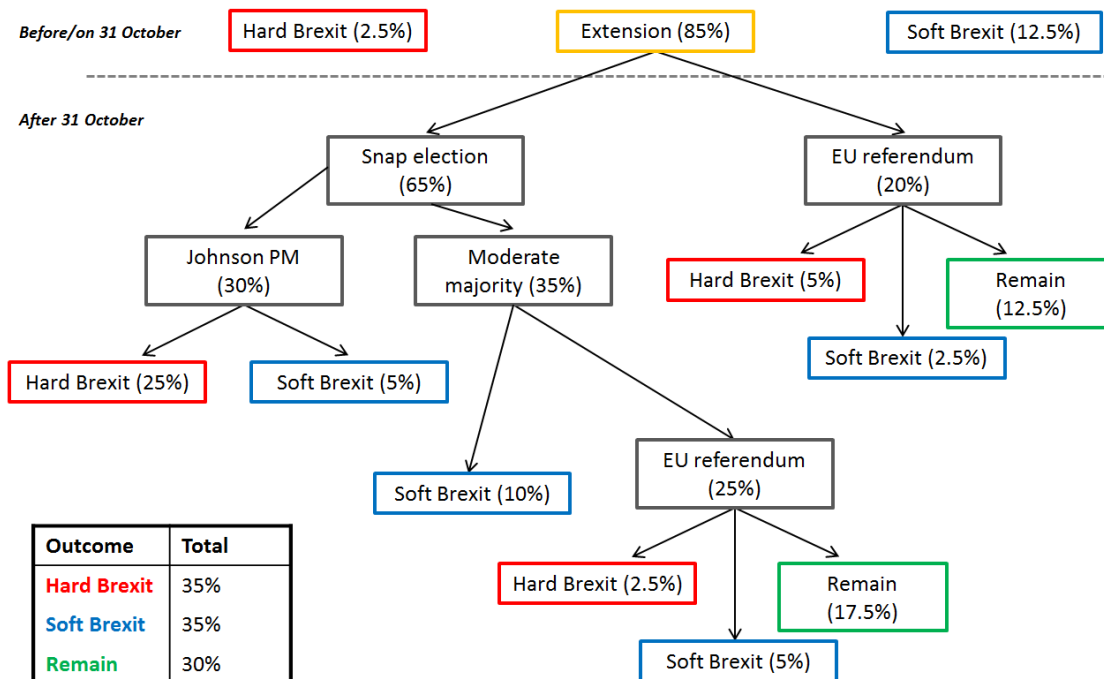 Before/on 31 October
Hard Brexit (2.5%)
Extension (85%)
Soft Brexit (12.5%)
After 31 October
Snap election
(65%)
EU referendum
(20%)
Johnson PM
(30%)
Moderate
majority (35%)
Hard Brexit (5%)
Remain
(12.5%)
Soft Brexit (2.5%)
Hard Brexit (25%)
Soft Brexit (5%)
Soft Brexit (10%)
EU referendum
(25%)
Hard Brexit (2.5%)
Remain
(17.5%)
Soft Brexit (5%)
Outcome Total
Hard Brexit 35%
Soft Brexit 35%
Remain 30%